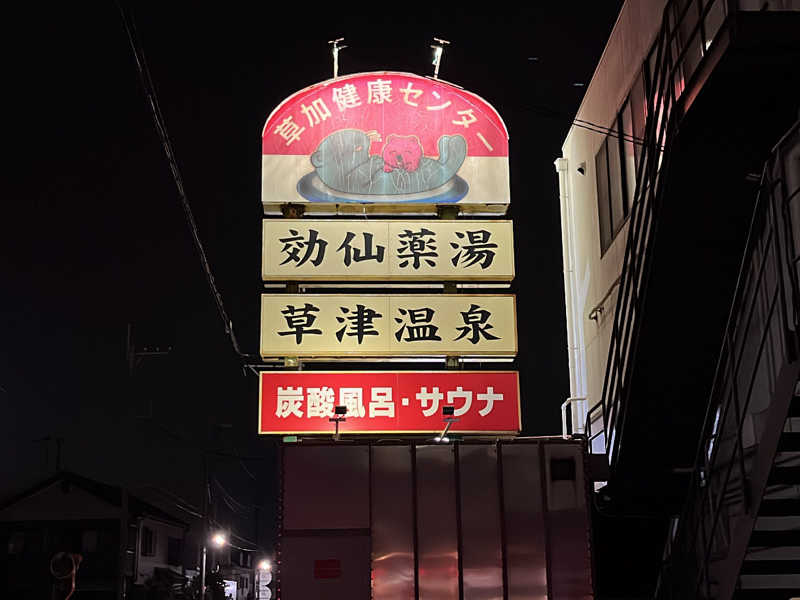 草加健康センター
効仙薬湯
草津温泉
炭酸風呂・サウナ